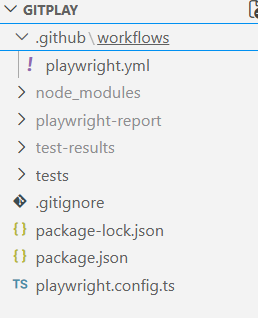 GITPLAY
.github\workflows
! playwright.yml
node_modules
playwright-report
test-results
tests
.gitignore
{} package-lock.json
{} package.json
TS playwright.config.ts